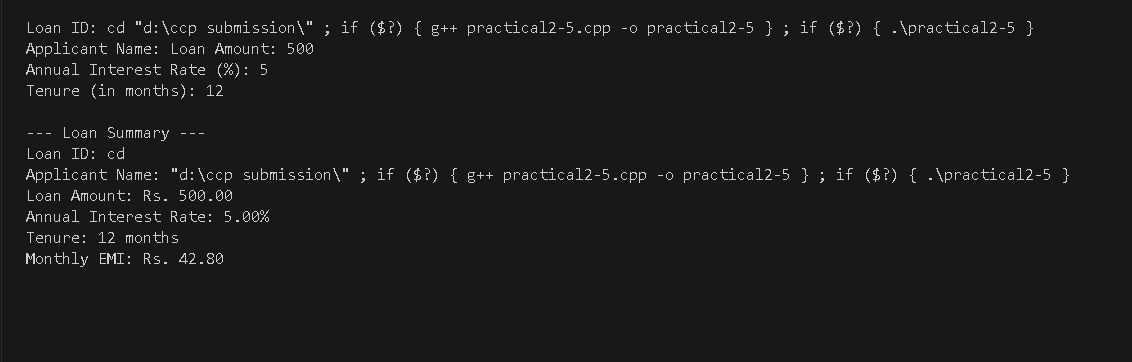 Loan ID: cd "d:\ccp submission\" ; if ($?) { g++ practical2-5.cpp -o practical2-5 } ; if ($?) { .\practical2-5 }
Applicant Name: Loan Amount: 500
Annual Interest Rate (%): 5
Tenure (in months): 12
--- Loan Summary ---
Loan ID: cd
Applicant Name: "d:\ccp submission\" ; if ($?) { g++ practical2-5.cpp -o practical2-5 } ; if ($?) { .\practical2-5 }
Loan Amount: Rs. 500.00
Annual Interest Rate: 5.00%
Tenure: 12 months
Monthly EMI: Rs. 42.80